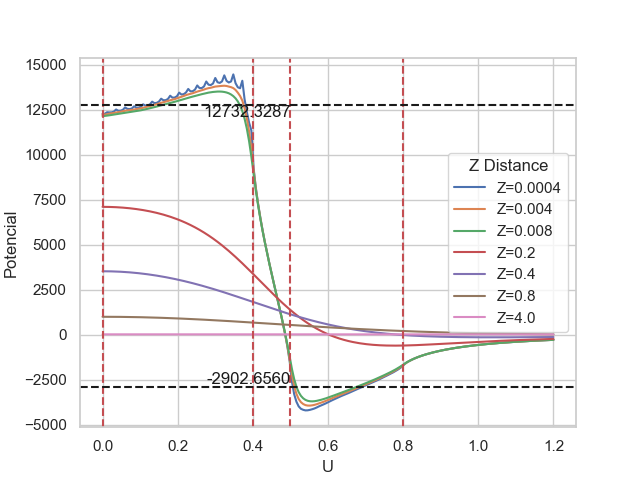 15000
12500
10000
7500
5000
2500
0
−2500
−5000
Potencial
12732.3287
-2902.6560
Z Distance
Z=0.0004
Z=0.004
Z=0.008
Z=0.2
Z=0.4
Z=0.8
Z=4.0
0.0 0.2 0.4 0.6 0.8 1.0 1.2
U